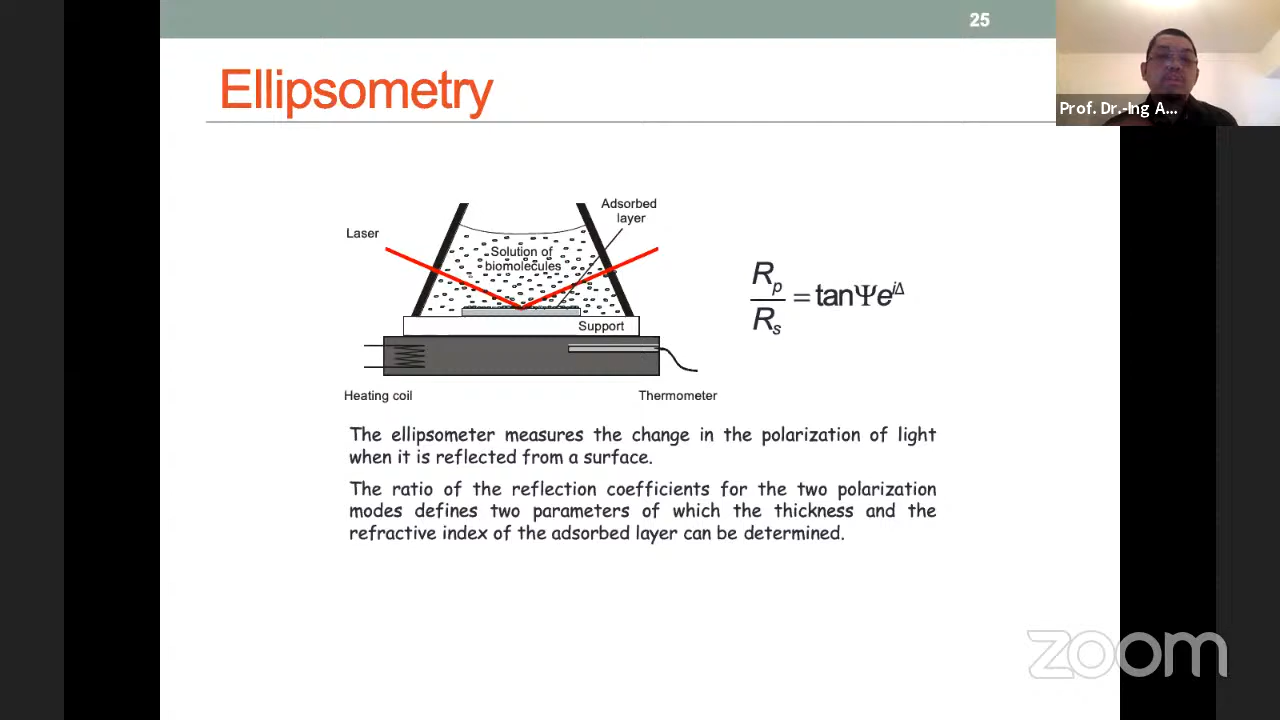 25
Prof. Dr.-Ing A...
Ellipsometry
Adsorbed
layer
Laser
Solution of
biomolecules
Support
Heating coil
Thermometer
Rp
Rs
= tanΨe^iΔ
The ellipsometer measures the change in the polarization of light
when it is reflected from a surface.
The ratio of the reflection coefficients for the two polarization
modes defines two parameters of which the thickness and the
refractive index of the adsorbed layer can be determined.
zoom